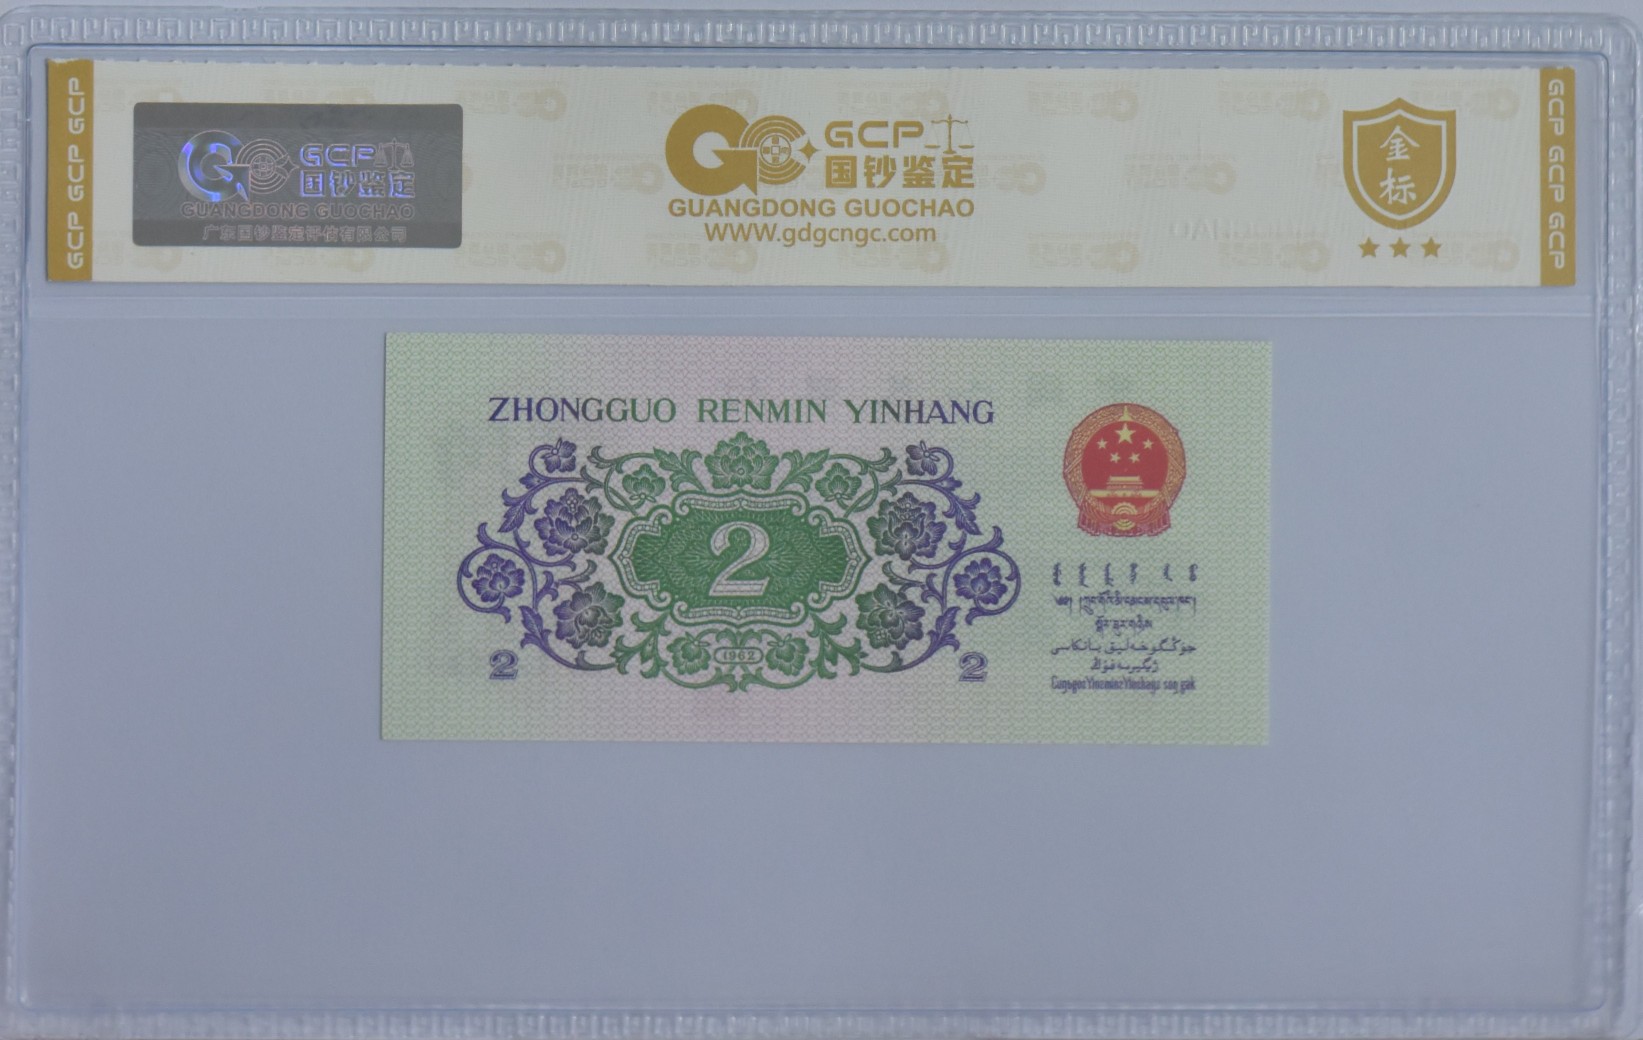 GCP GCP GCP
GCP
国钞鉴定
GUANGDONG GUOCHAO
广东国钞鉴定评估有限公司
GCP
国钞鉴定
GUANGDONG GUOCHAO
WWW.gdgcngc.com
金
标
GCP GCP GCP
ZHONGGUO RENMIN YINHANG
2
1962
2
2
جۇڭگوخەلىق بانكاسى